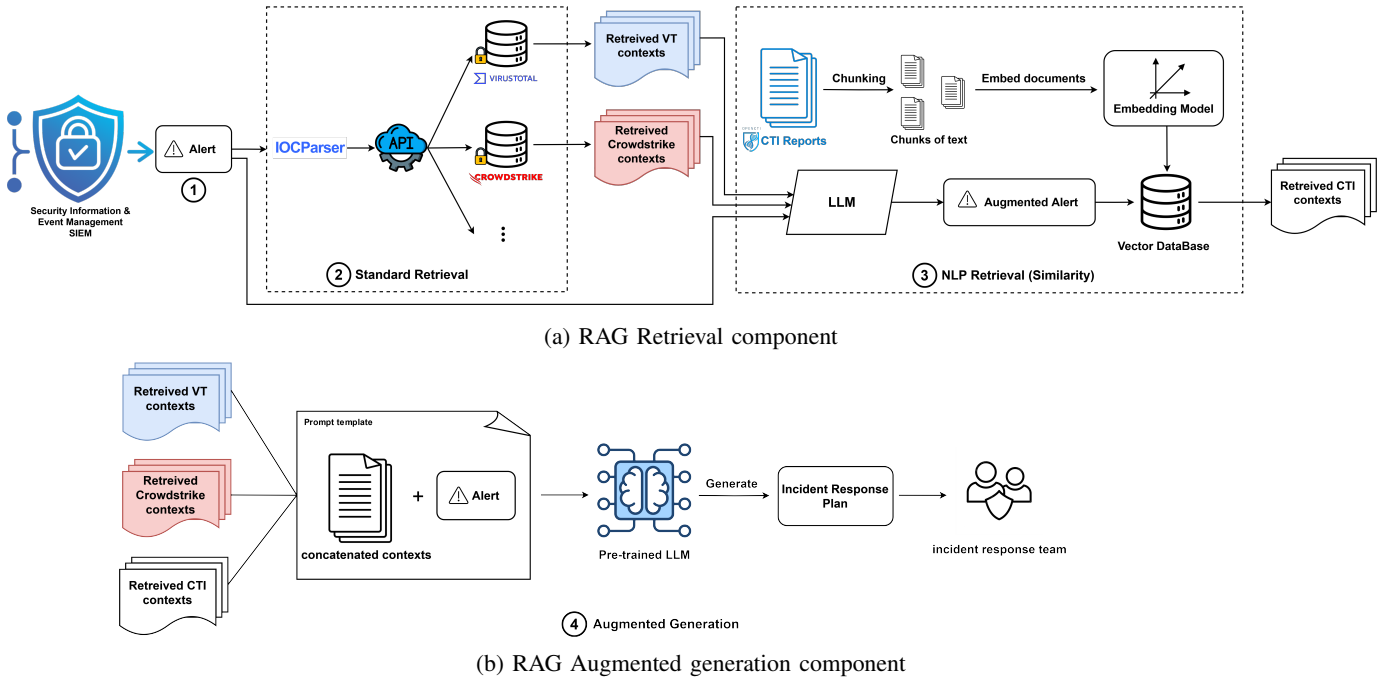 Security Information &
Event Management
SIEM
Alert
1
IOCParser
API
VIRUSTOTAL
CROWDSTRIKE
2 Standard Retrieval
Retreived VT
contexts
Retreived
Crowdstrike
contexts
CTI Reports
Chunking
Chunks of text
Embed documents
Embedding Model
LLM
Augmented Alert
Vector DataBase
3 NLP Retrieval (Similarity)
Retreived CTI
contexts
(a) RAG Retrieval component
Retreived VT
contexts
Retreived
Crowdstrike
contexts
Retreived CTI
contexts
Prompt template
concatenated contexts
+
Alert
Pre-trained LLM
Generate
Incident Response
Plan
incident response team
4 Augmented Generation
(b) RAG Augmented generation component